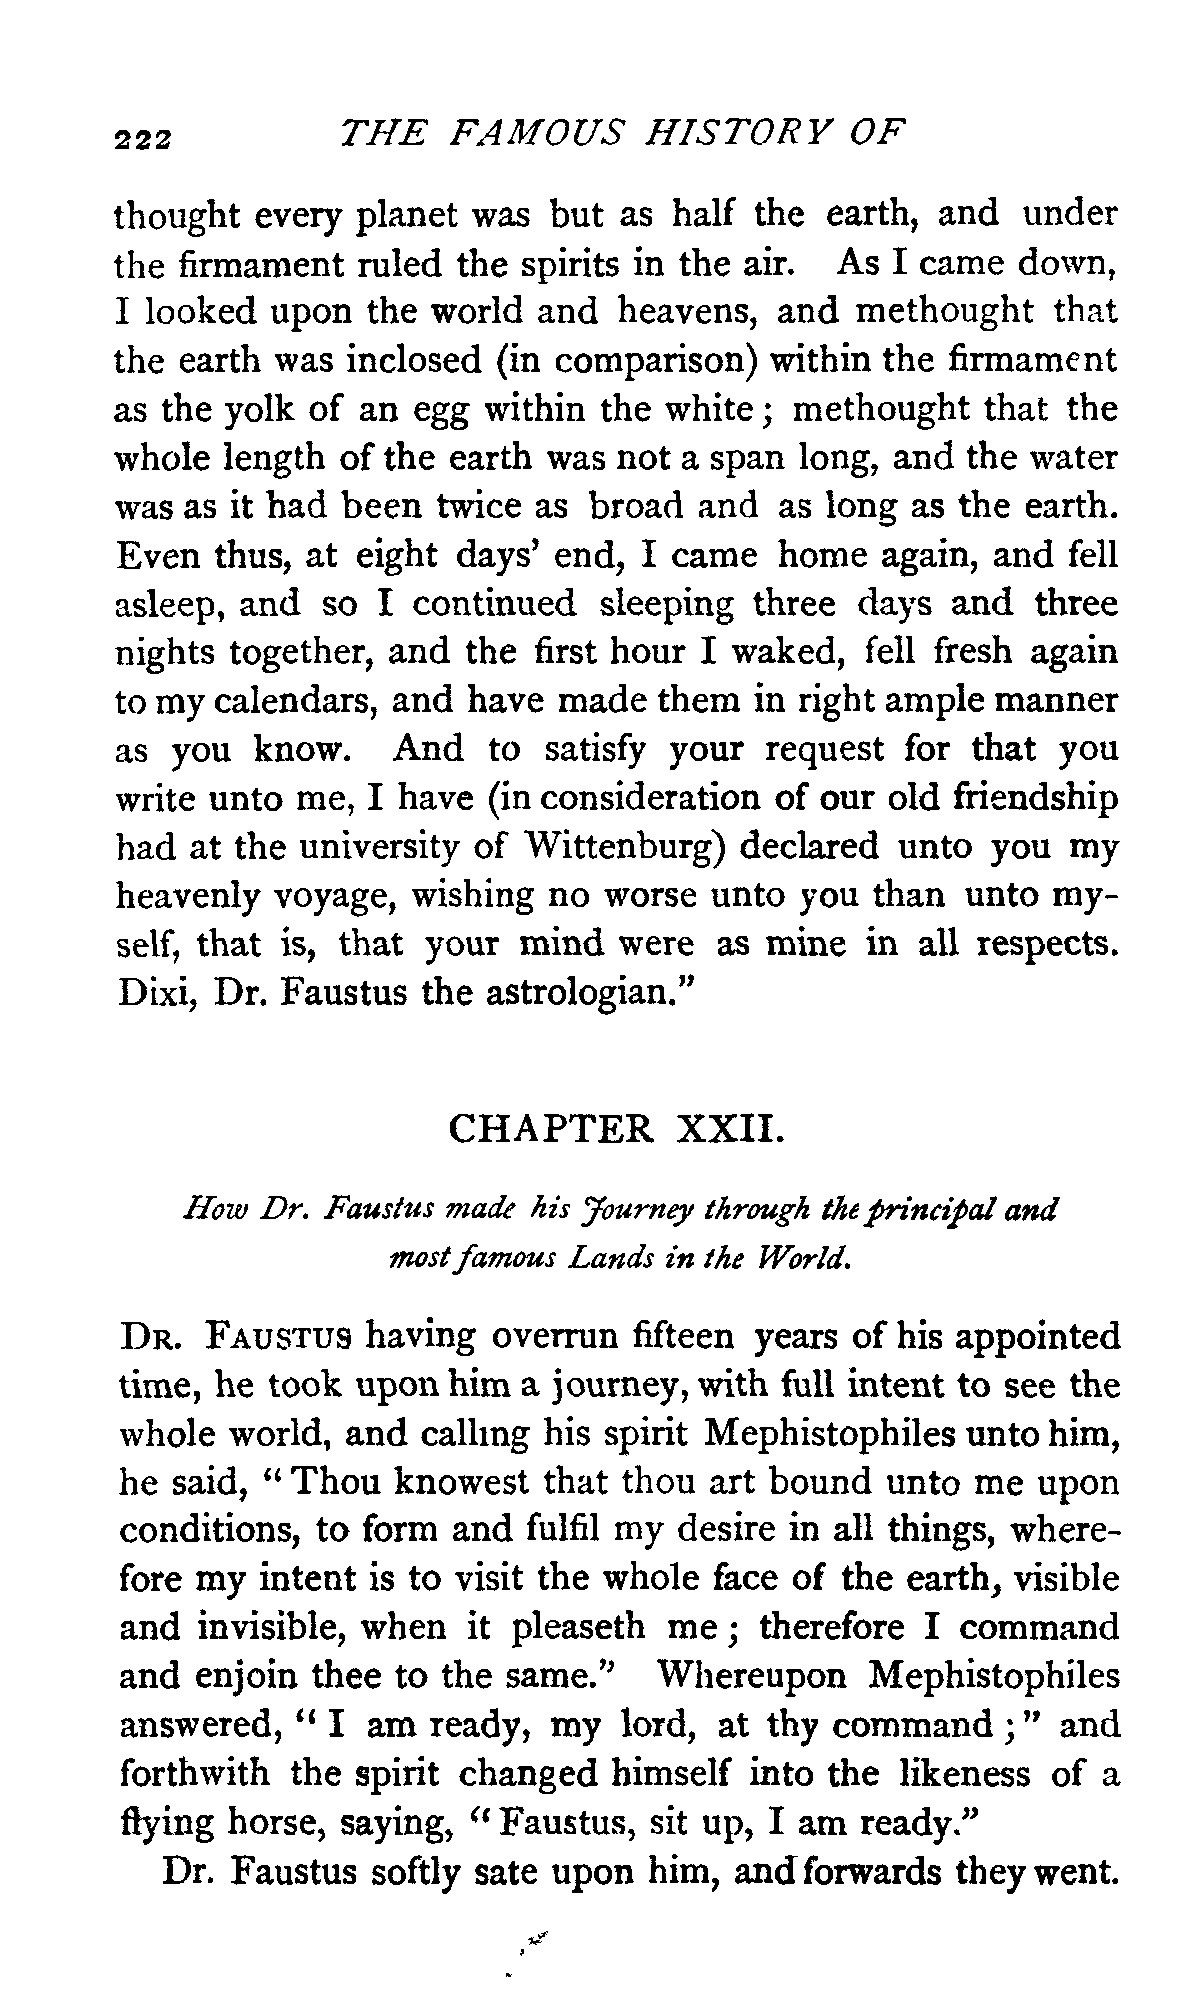 222 THE FAMOUS HISTORY OF
thought every planet was but as half the earth, and under
the firmament ruled the spirits in the air. As I came down,
I looked upon the world and heavens, and methought that
the earth was inclosed (in comparison) within the firmament
as the yolk of an egg within the white; methought that the
whole length of the earth was not a span long, and the water
was as it had been twice as broad and as long as the earth.
Even thus, at eight days' end, I came home again, and fell
asleep, and so I continued sleeping three days and three
nights together, and the first hour I waked, fell fresh again
to my calendars, and have made them in right ample manner
as you know. And to satisfy your request for that you
write unto me, I have (in consideration of our old friendship
had at the university of Wittenburg) declared unto you my
heavenly voyage, wishing no worse unto you than unto my-
self, that is, that your mind were as mine in all respects.
Dixi, Dr. Faustus the astrologian."
CHAPTER XXII.
How Dr. Faustus made his Journey through the principal and
most famous Lands in the World.
DR. FAUSTUS having overrun fifteen years of his appointed
time, he took upon him a journey, with full intent to see the
whole world, and calling his spirit Mephistophiles unto him,
he said, "Thou knowest that thou art bound unto me upon
conditions, to form and fulfil my desire in all things, where-
fore my intent is to visit the whole face of the earth, visible
and invisible, when it pleaseth me; therefore I command
and enjoin thee to the same." Whereupon Mephistophiles
answered, "I am ready, my lord, at thy command;" and
forthwith the spirit changed himself into the likeness of a
flying horse, saying, "Faustus, sit up, I am ready."
Dr. Faustus softly sate upon him, and forwards they went.